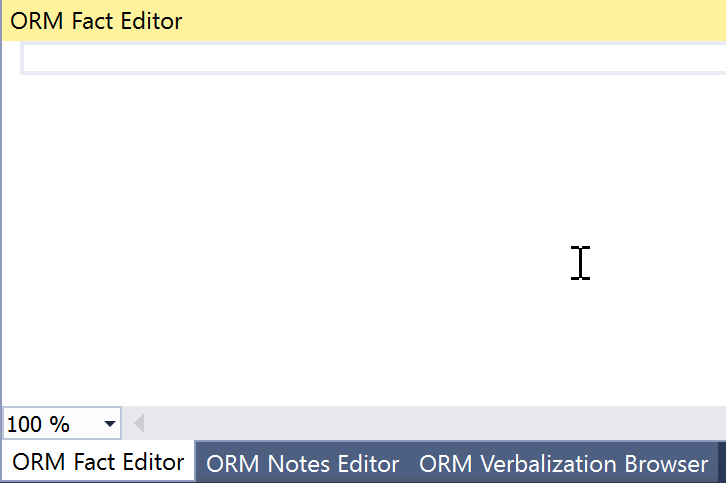 ORM Fact Editor
100 %
ORM Fact Editor ORM Notes Editor ORM Verbalization Browser